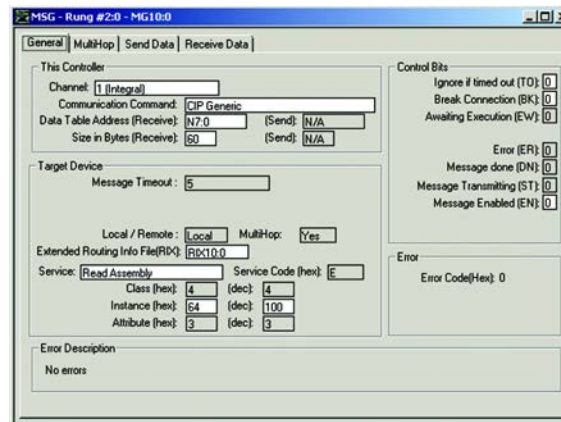 MSG - Rung #2:0 - MG10:0
General MultiHop Send Data Receive Data
This Controller
Channel: 1 (Integral)
Communication Command: CIP Generic
Data Table Address (Receive): N7:0 (Send): N/A
Size in Bytes (Receive): 60 (Send): N/A
Target Device
Message Timeout : 5
Local / Remote : Local MultiHop: Yes
Extended Routing Info File(RIX): RIX10:0
Service: Read Assembly Service Code (hex): E
Class (hex): 4 (dec): 4
Instance (hex): 64 (dec): 100
Attribute (hex): 3 (dec): 3
Control Bits
Ignore if timed out (TO): 0
Break Connection (BK): 0
Awaiting Execution (EW): 0
Error (ER): 0
Message done (DN): 0
Message Transmitting (ST): 0
Message Enabled (EN): 0
Error
Error Code(Hex): 0
Error Description
No errors